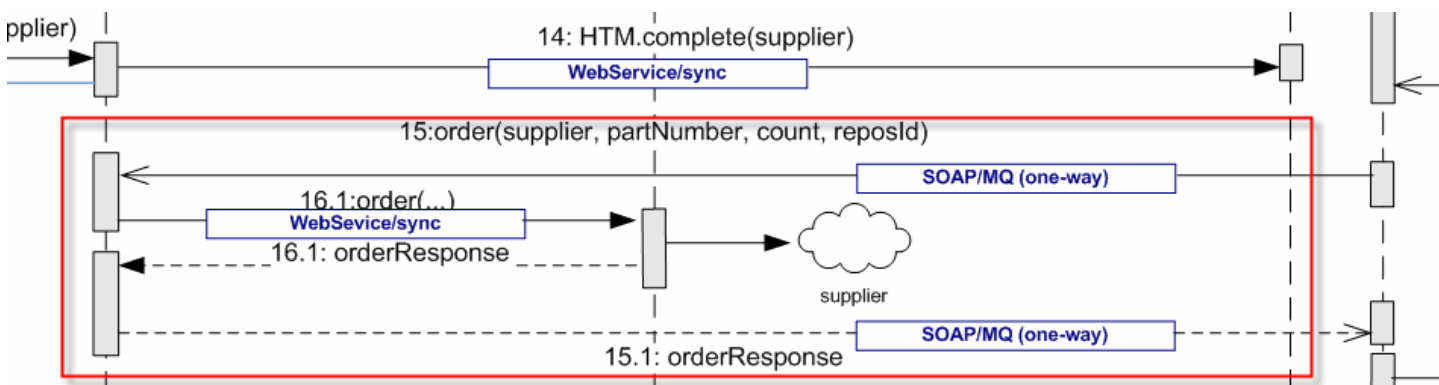 pplier)
14: HTM.complete(supplier)
WebService/sync
15:order(supplier, partNumber, count, reposId)
SOAP/MQ (one-way)
16.1:order(...)
WebSevice/sync
16.1: orderResponse
supplier
SOAP/MQ (one-way)
15.1: orderResponse